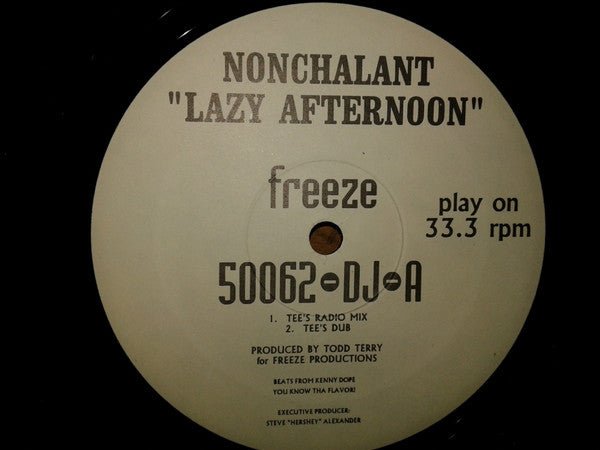 NONCHALANT
"LAZY AFTERNOON"
freeze
play on
33.3 rpm
50062-DJ-A
1. TEE'S RADIO MIX
2. TEE'S DUB
PRODUCED BY TODD TERRY
for FREEZE PRODUCTIONS
BEATS FROM KENNY DOPE
YOU KNOW THA FLAVOR!
EXECUTIVE PRODUCER:
STEVE "HERSHEY" ALEXANDER